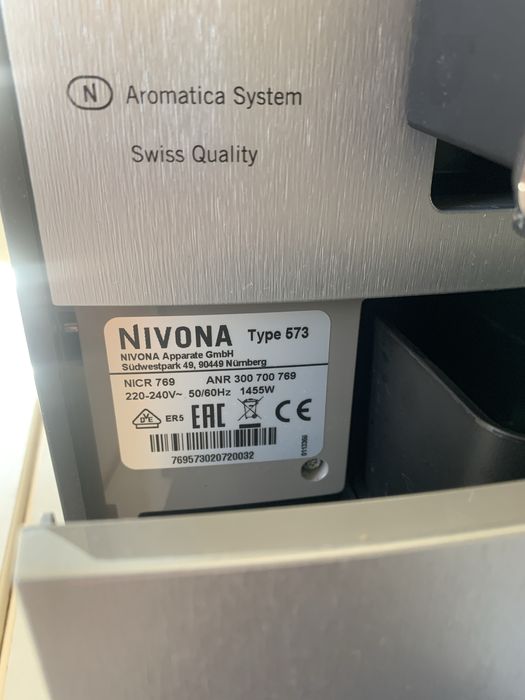 N Aromatica System
Swiss Quality
NIVONA Type 573
NIVONA Apparate GmbH
Südwestpark 49, 90449 Nürnberg
NICR 769 ANR 300 700 769
220-240V~ 50/60Hz 1455W
VDE ER5 EAC CE
769573020720032